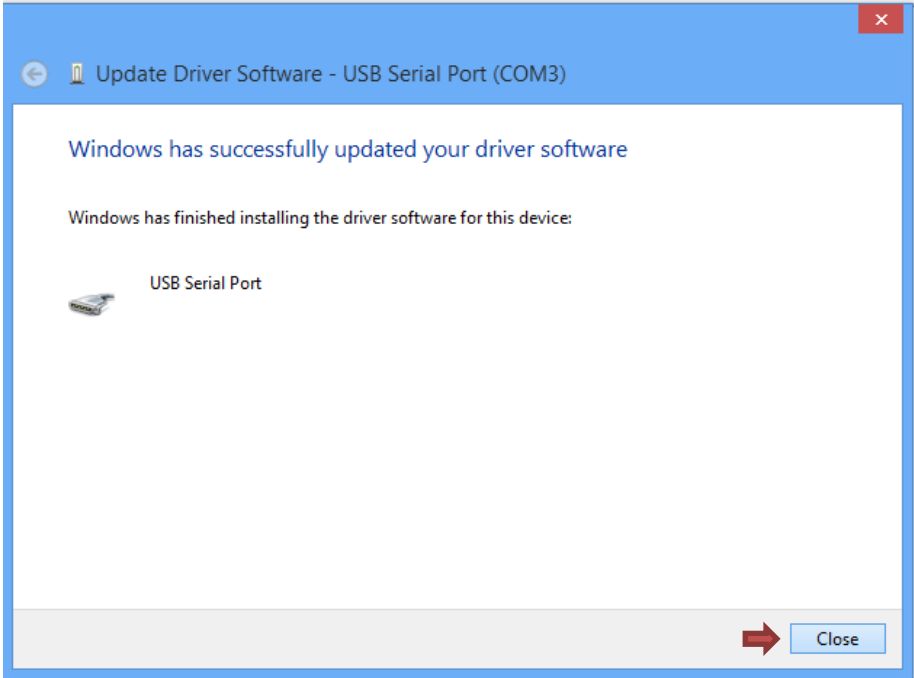 Update Driver Software - USB Serial Port (COM3)
Windows has successfully updated your driver software
Windows has finished installing the driver software for this device:
USB Serial Port
Close